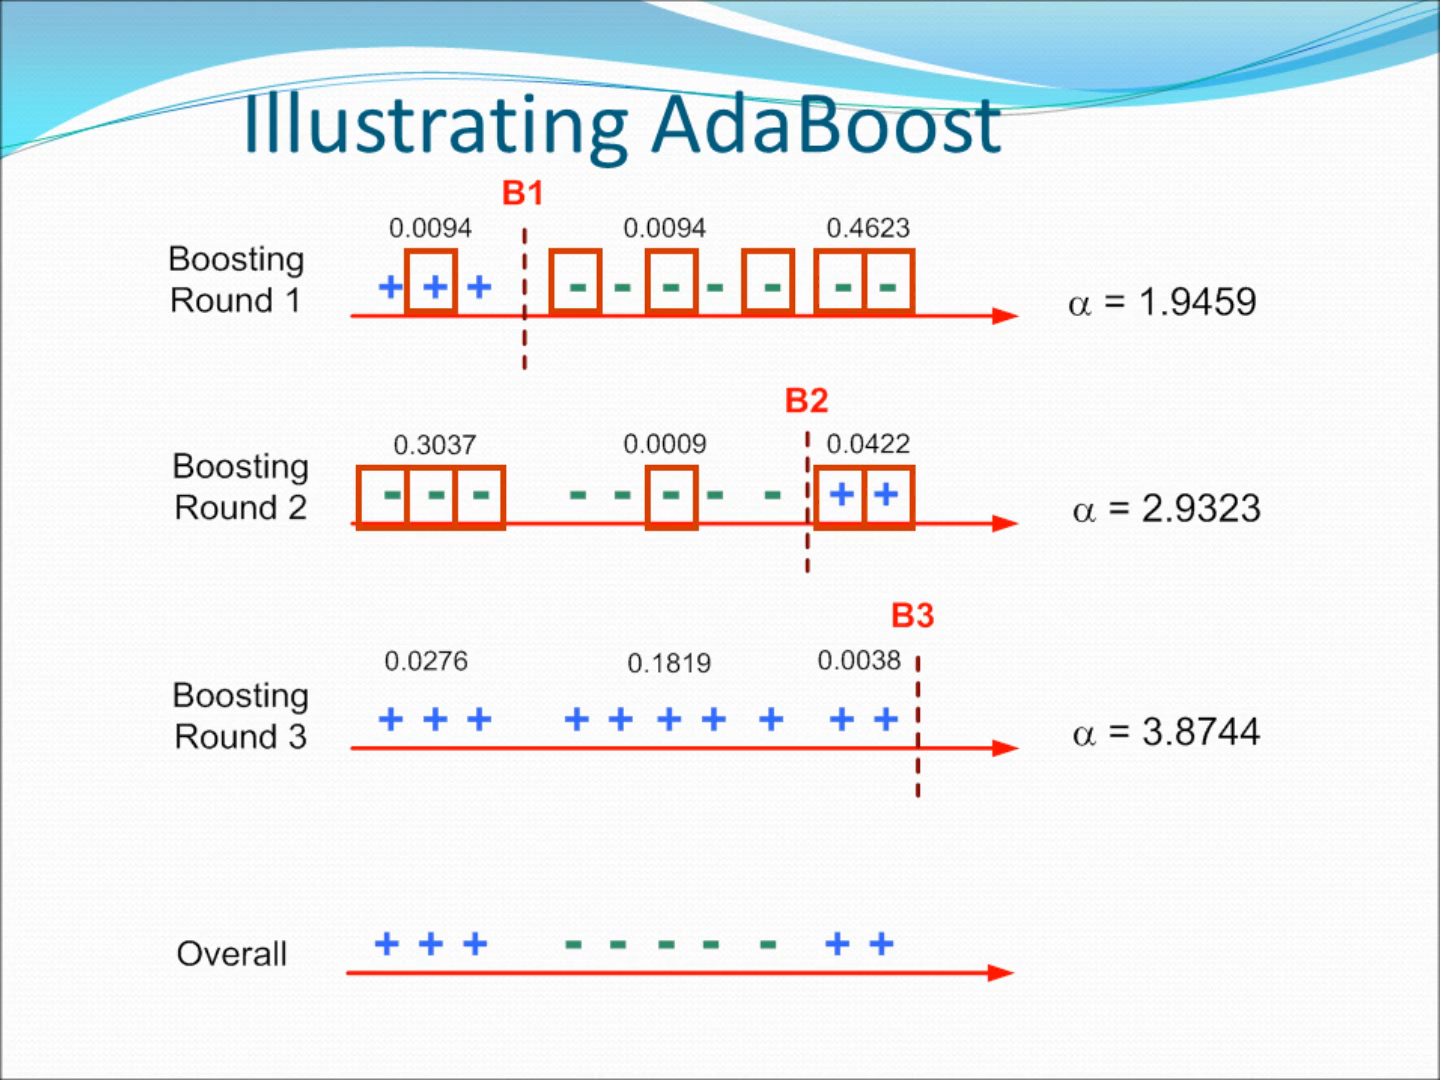 Illustrating AdaBoost
B1
0.0094 0.0094 0.4623
Boosting
Round 1
+ + + - - - - - - -
α = 1.9459
B2
0.3037 0.0009 0.0422
Boosting
Round 2
- - - - - - - - + +
α = 2.9323
B3
0.0276 0.1819 0.0038
Boosting
Round 3
+ + + + + + + + + +
α = 3.8744
Overall
+ + + - - - - - + +